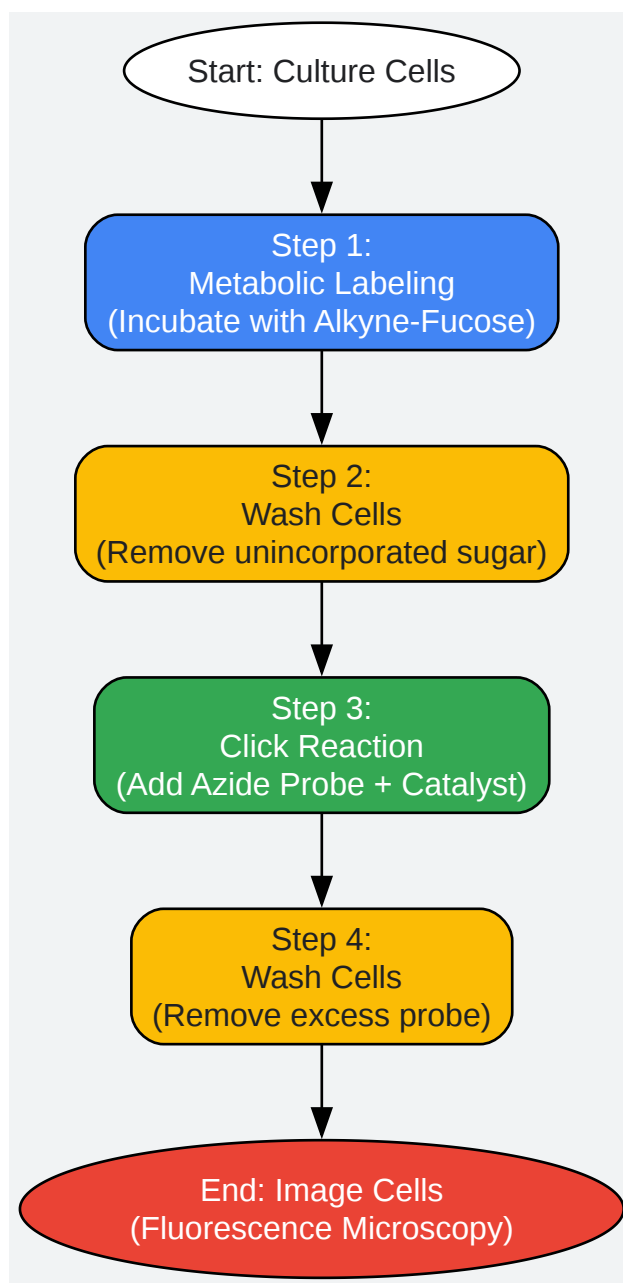 Start: Culture Cells
Step 1:
Metabolic Labeling
(Incubate with Alkyne-Fucose)
Step 2:
Wash Cells
(Remove unincorporated sugar)
Step 3:
Click Reaction
(Add Azide Probe + Catalyst)
Step 4:
Wash Cells
(Remove excess probe)
End: Image Cells
(Fluorescence Microscopy)